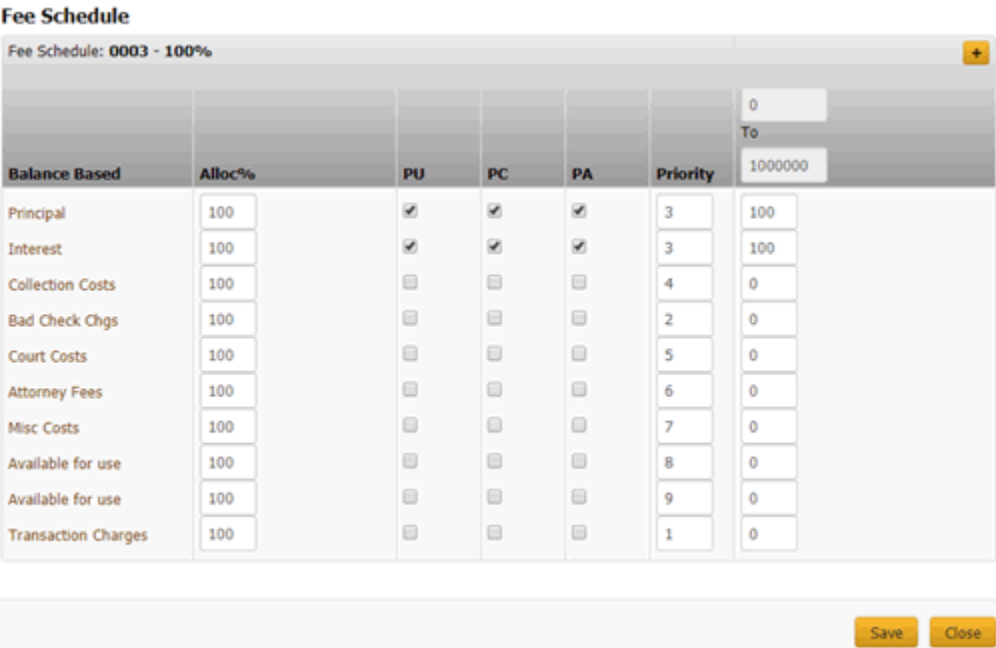 Fee Schedule
Fee Schedule: 0003 - 100%
+
0
To
Balance Based Alloc% PU PC PA Priority 1000000
Principal 100 3 100
Interest 100 3 100
Collection Costs 100 4 0
Bad Check Chgs 100 2 0
Court Costs 100 5 0
Attorney Fees 100 6 0
Misc Costs 100 7 0
Available for use 100 8 0
Available for use 100 9 0
Transaction Charges 100 1 0
Save Close